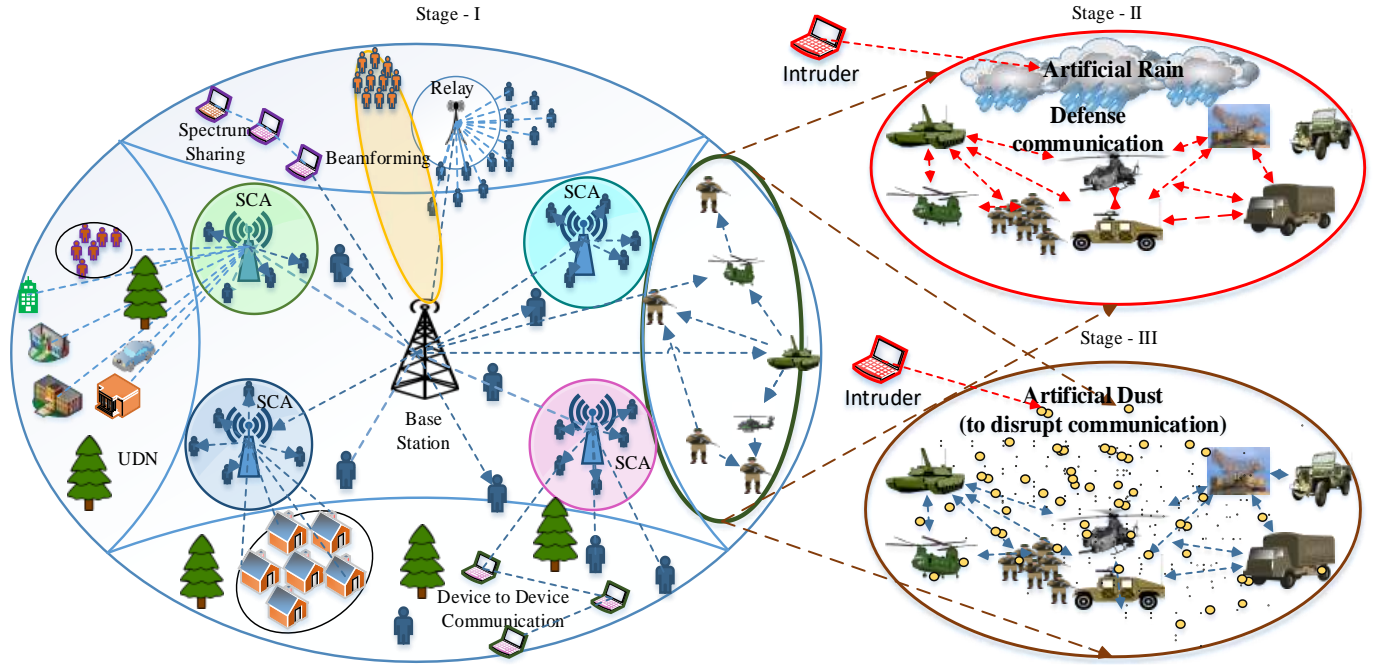 Stage - I
Stage - II
Intruder
Artificial Rain
Defense
communication
Relay
Spectrum
Sharing
Beamforming
SCA
SCA
Base
Station
SCA
SCA
UDN
Device to Device
Communication
Stage - III
Intruder
Artificial Dust
(to disrupt communication)